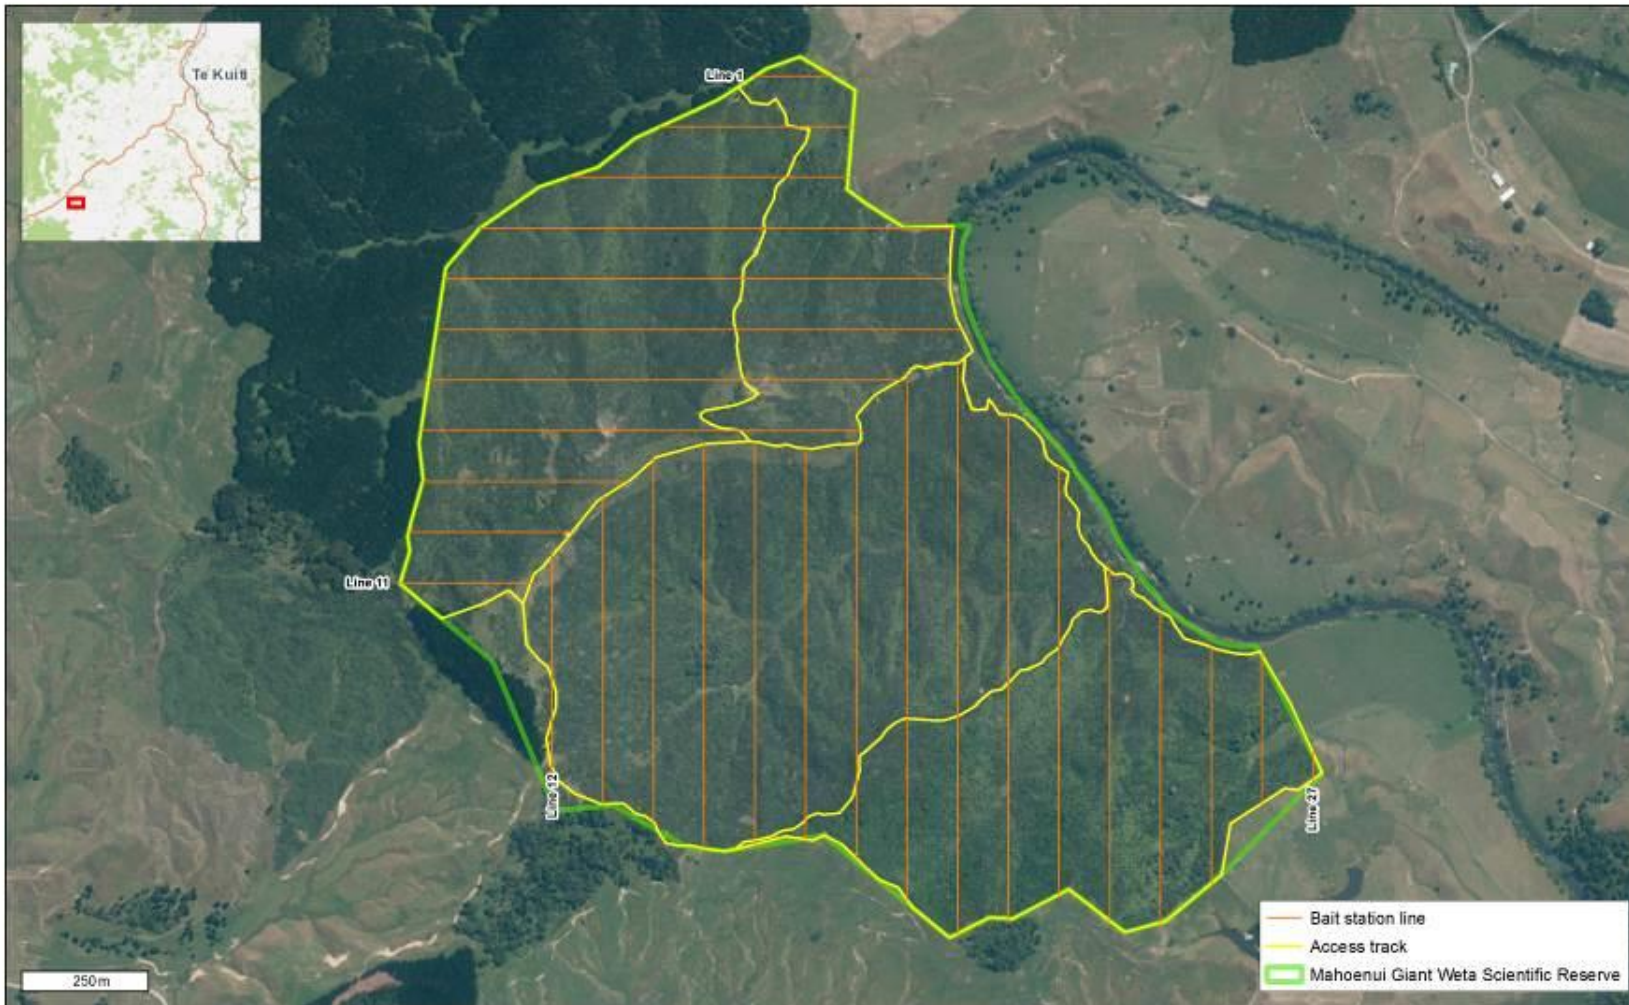 Te Kuiti
Line 1
Line 11
Line 12
Line 27
Bait station line
Access track
Mahoenui Giant Weta Scientific Reserve
250m